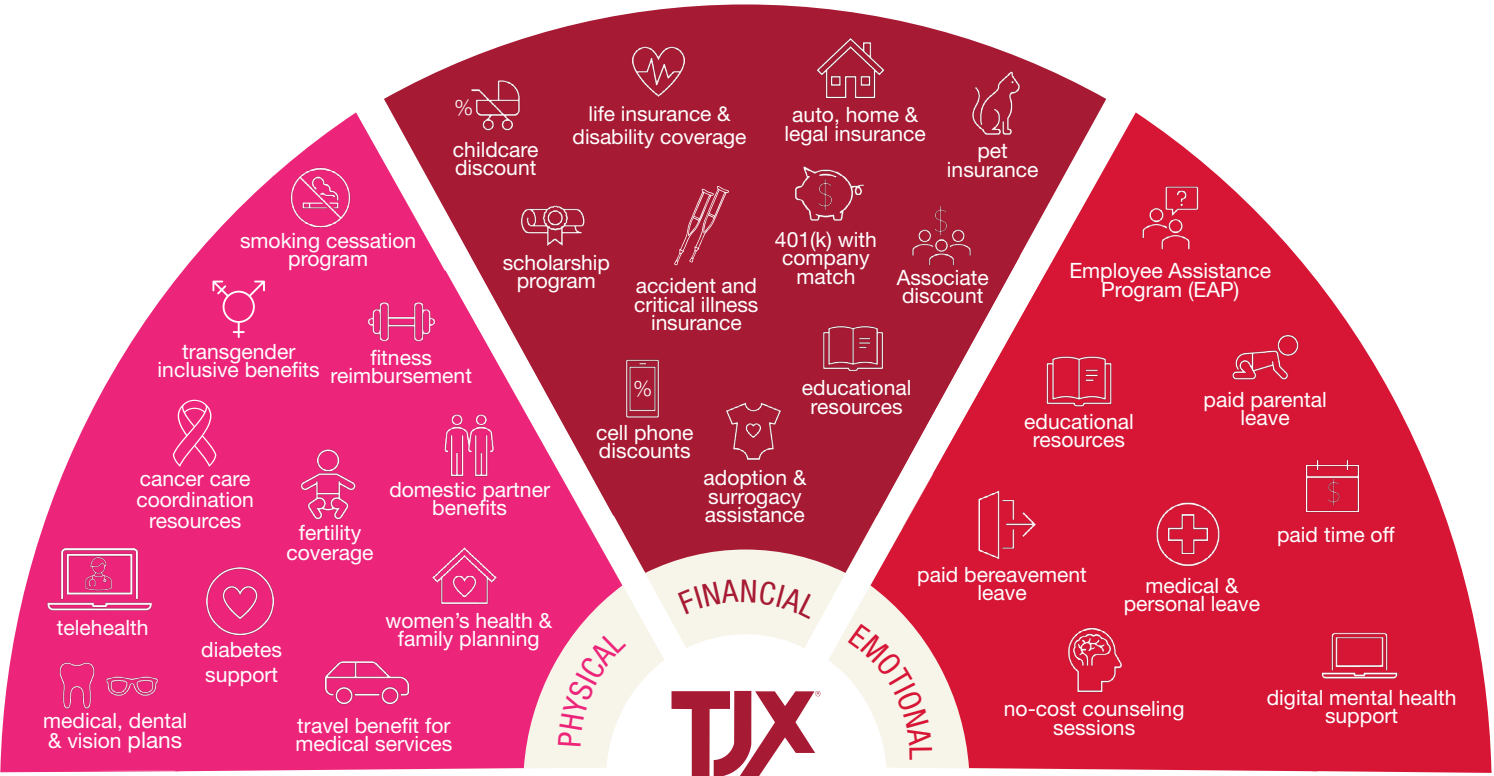 smoking cessation
program
transgender
inclusive benefits
fitness
reimbursement
cancer care
coordination
resources
fertility
coverage
domestic partner
benefits
telehealth
diabetes
support
women's health &
family planning
medical, dental
& vision plans
travel benefit for
medical services
PHYSICAL
%
childcare
discount
life insurance &
disability coverage
auto, home &
legal insurance
pet
insurance
scholarship
program
accident and
critical illness
insurance
$
401(k) with
company
match
$
Associate
discount
%
cell phone
discounts
adoption &
surrogacy
assistance
educational
resources
FINANCIAL
?
Employee Assistance
Program (EAP)
educational
resources
paid parental
leave
paid bereavement
leave
medical &
personal leave
$
paid time off
no-cost counseling
sessions
digital mental health
support
EMOTIONAL
TJX®